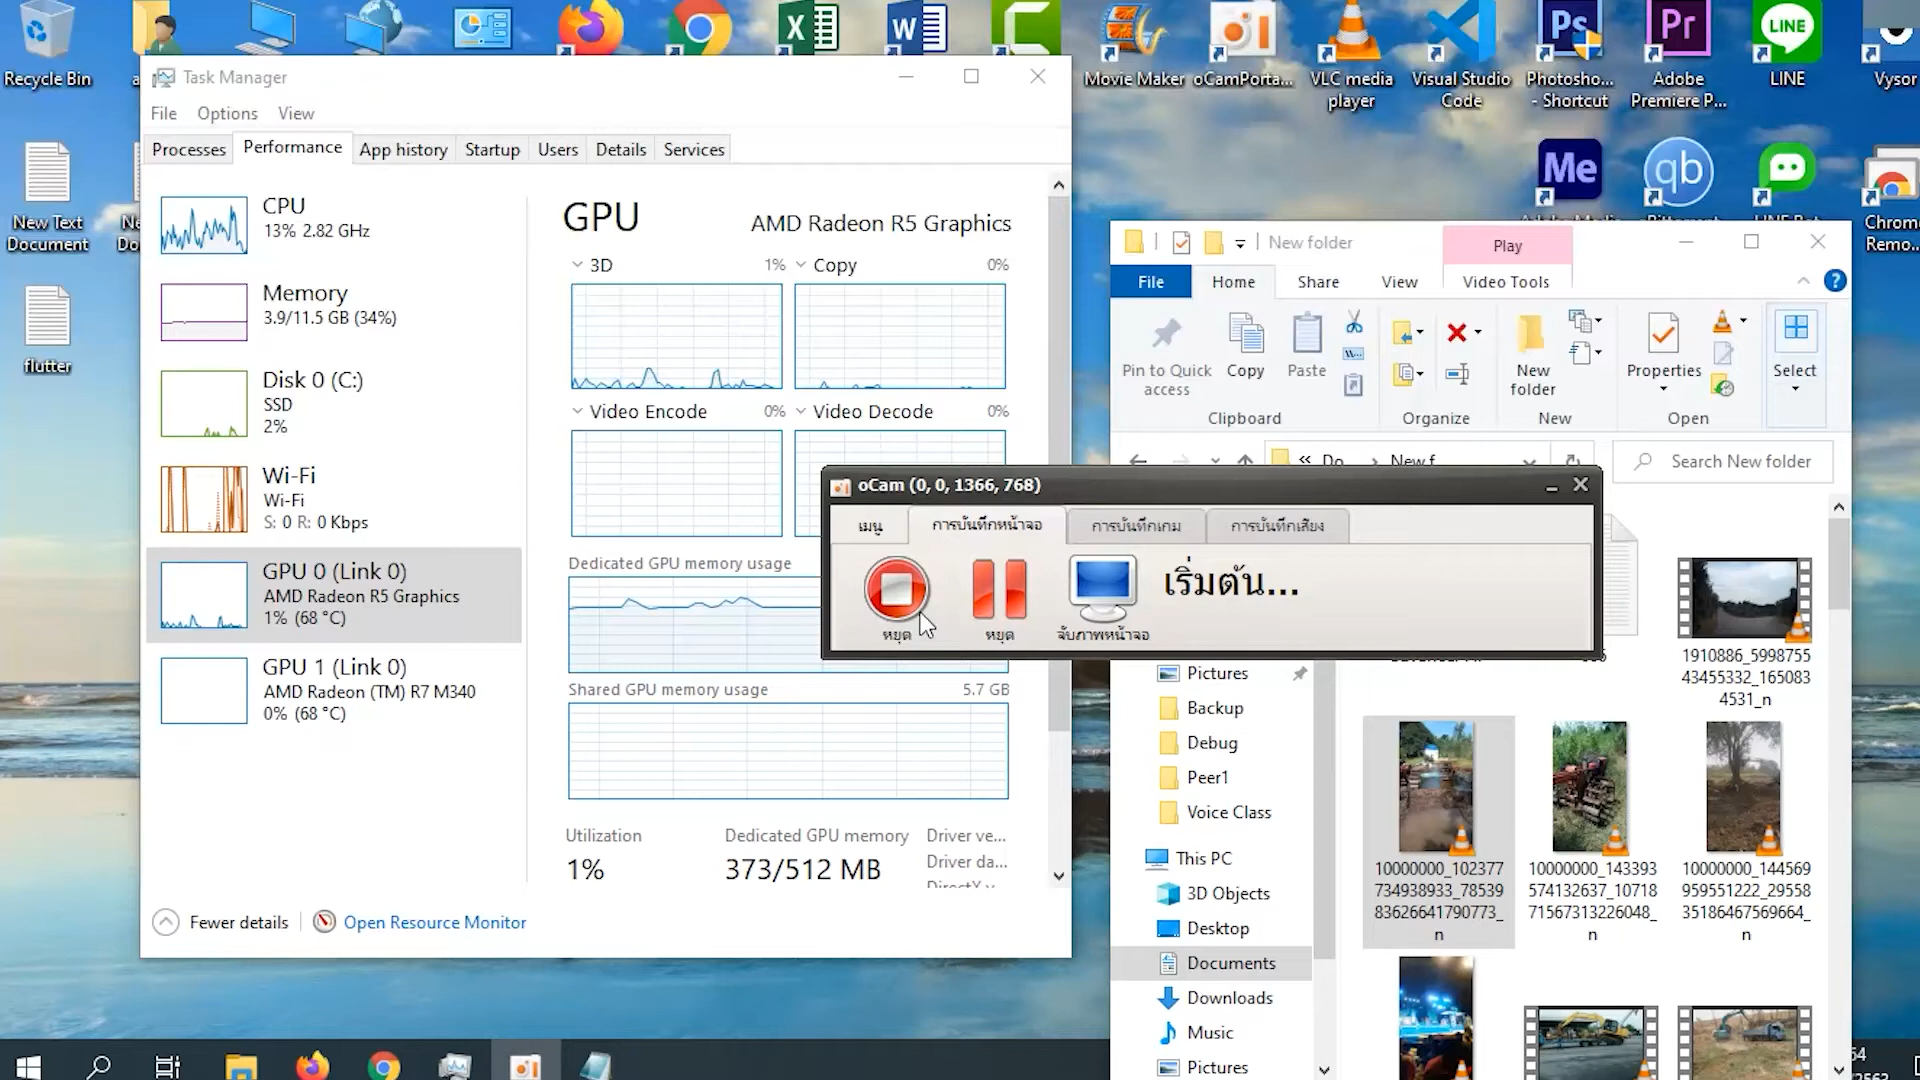 Recycle Bin
Movie Maker
oCamPorta...
VLC media
player
Visual Studio
Code
Photosho...
- Shortcut
Adobe
Premiere P...
LINE
Vysor
New Text
Document
flutter
Chrome
Remo...
Task Manager
File
Options
View
Processes
Performance
App history
Startup
Users
Details
Services
CPU
13% 2.82 GHz
Memory
3.9/11.5 GB (34%)
Disk 0 (C:)
SSD
2%
Wi-Fi
Wi-Fi
S: 0 R: 0 Kbps
GPU 0 (Link 0)
AMD Radeon R5 Graphics
1% (68 °C)
GPU 1 (Link 0)
AMD Radeon (TM) R7 M340
0% (68 °C)
GPU
AMD Radeon R5 Graphics
3D 1%
Copy 0%
Video Encode 0%
Video Decode 0%
Dedicated GPU memory usage
Shared GPU memory usage 5.7 GB
Utilization
1%
Dedicated GPU memory
373/512 MB
Driver ve...
Driver da...
Fewer details
Open Resource Monitor
New folder
Play
File
Home
Share
View
Video Tools
Pin to Quick
access
Copy
Paste
Clipboard
Organize
New
folder
New
Properties
Open
Select
Search New folder
oCam (0, 0, 1366, 768)
เมนู
การบันทึกหน้าจอ
การบันทึกเกม
การบันทึกเสียง
หยุด
หยุด
จับภาพหน้าจอ
เริ่มต้น...
Pictures
Backup
Debug
Peer1
Voice Class
This PC
3D Objects
Desktop
Documents
Downloads
Music
Pictures
1910886_5998755
43455332_165083
4531_n
10000000_102377
734938933_78539
83626641790773_
n
10000000_143393
574132637_10718
71567313226048_
n
10000000_144569
959551222_29558
35186467569664_
n